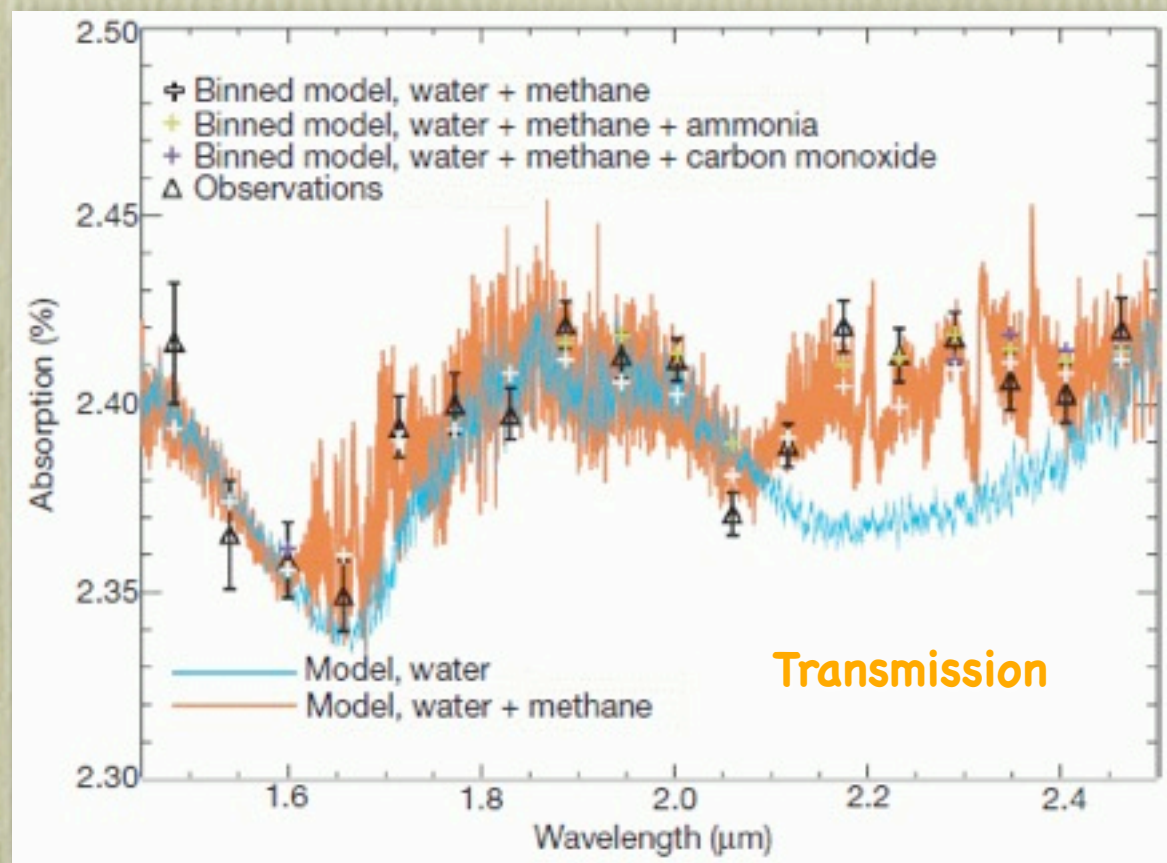 2.50
Binned model, water + methane
Binned model, water + methane + ammonia
Binned model, water + methane + carbon monoxide
Observations
2.45
2.40
2.35
2.30
Absorption (%)
Model, water
Model, water + methane
Transmission
1.6 1.8 2.0 2.2 2.4
Wavelength (μm)